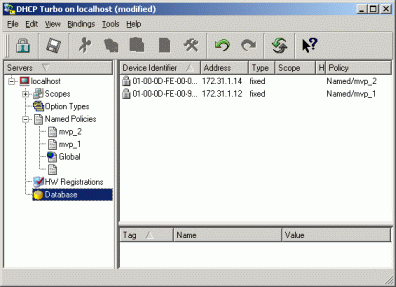 DHCP Turbo on localhost (modified)
File Edit View Bindings Tools Help
Servers
localhost
Scopes
Option Types
Named Policies
mvp_2
mvp_1
Global
HW Registrations
Database
Device Identifier Address Type Scope H Policy
01-00-0D-FE-00-0... 172.31.1.14 fixed Named/mvp_2
01-00-0D-FE-00-9... 172.31.1.12 fixed Named/mvp_1
Tag Name Value